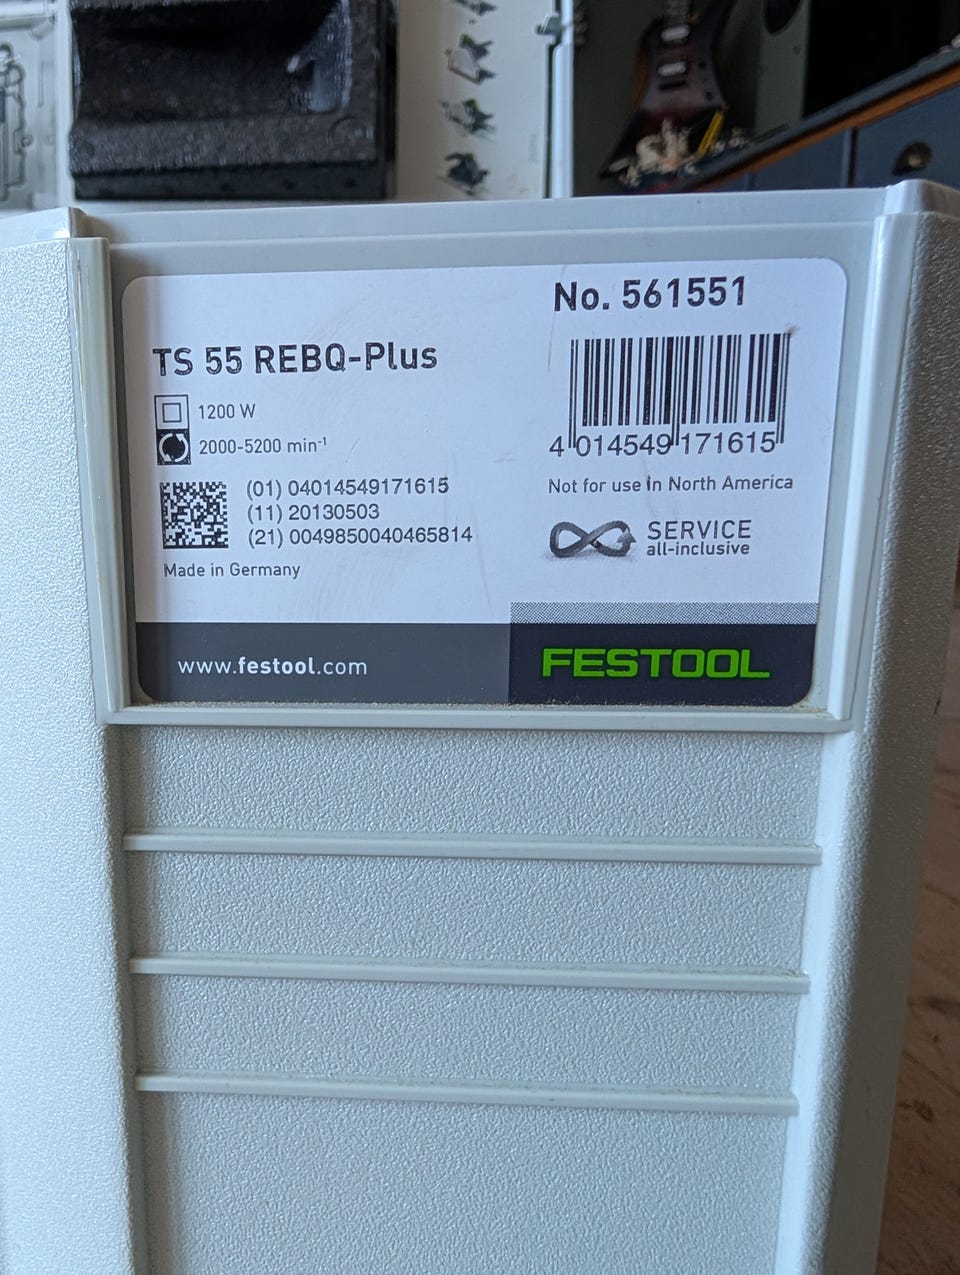 No. 561551
TS 55 REBQ-Plus
1200 W
2000-5200 min⁻¹
4 014549 171615
(01) 04014549171615
(11) 20130503
(21) 0049850040465814
Not for use in North America
SERVICE
all-inclusive
Made in Germany
www.festool.com
FESTOOL